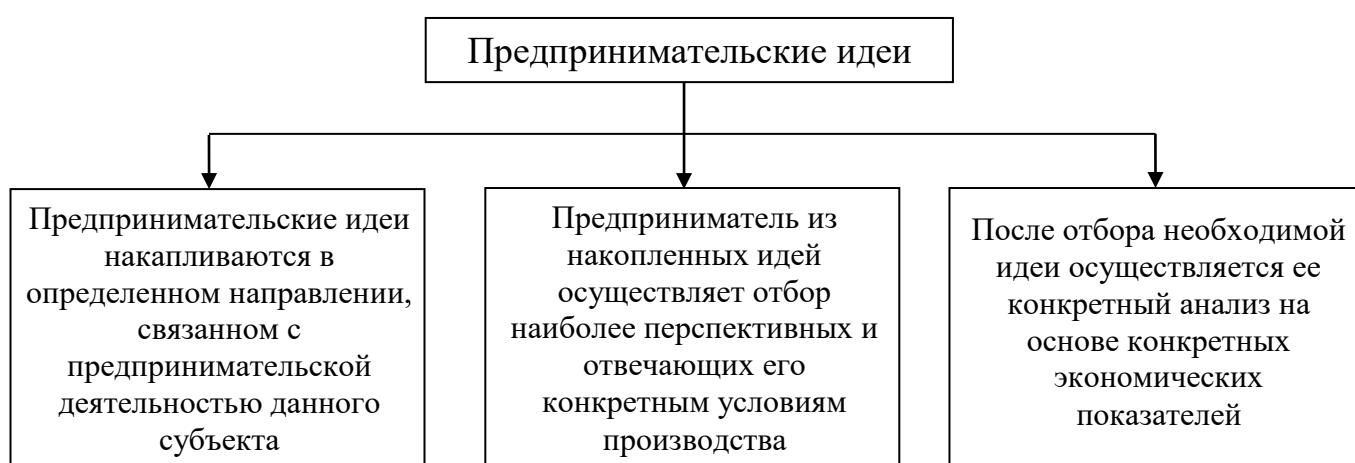 Предпринимательские идеи
Предпринимательские идеи
накапливаются в
определенном направлении,
связанном с
предпринимательской
деятельностью данного
субъекта
Предприниматель из
накопленных идей
осуществляет отбор
наиболее перспективных и
отвечающих его
конкретным условиям
производства
После отбора необходимой
идеи осуществляется ее
конкретный анализ на
основе конкретных
экономических
показателей